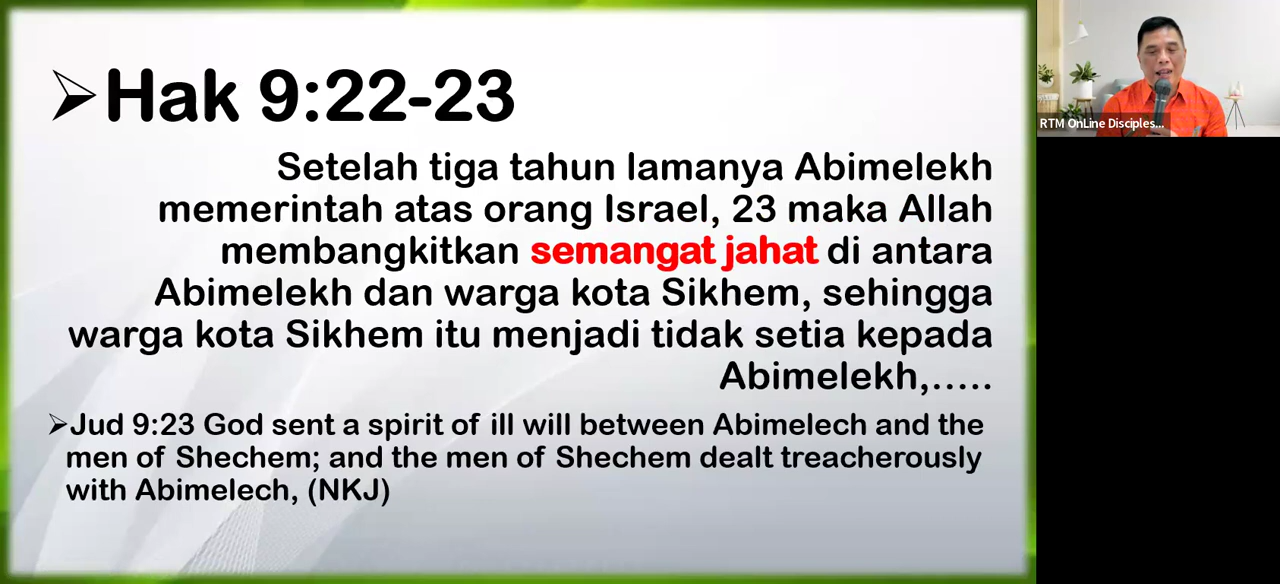 Hak 9:22-23
Setelah tiga tahun lamanya Abimelekh
memerintah atas orang Israel, 23 maka Allah
membangkitkan semangat jahat di antara
Abimelekh dan warga kota Sikhem, sehingga
warga kota Sikhem itu menjadi tidak setia kepada
Abimelekh,.....
Jud 9:23 God sent a spirit of ill will between Abimelech and the
men of Shechem; and the men of Shechem dealt treacherously
with Abimelech, (NKJ)
RTM OnLine Disciples...